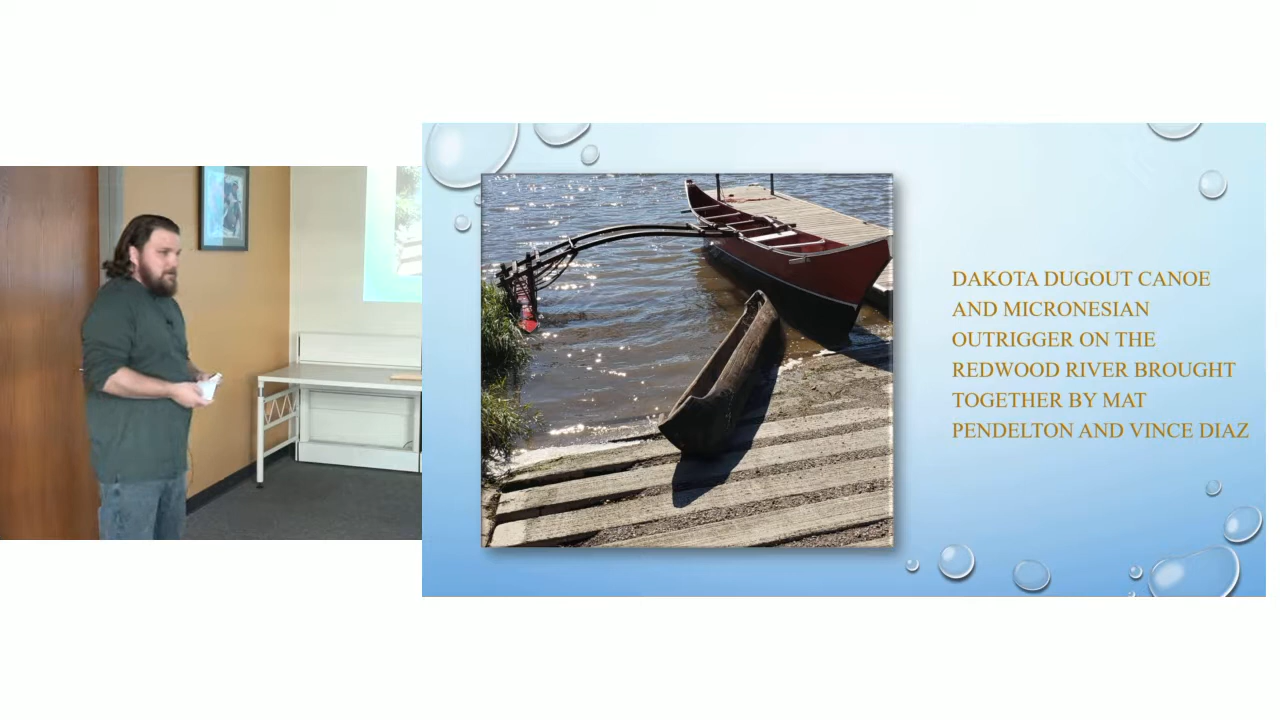 DAKOTA DUGOUT CANOE
AND MICRONESIAN
OUTRIGGER ON THE
REDWOOD RIVER BROUGHT
TOGETHER BY MAT
PENDELTON AND VINCE DIAZ